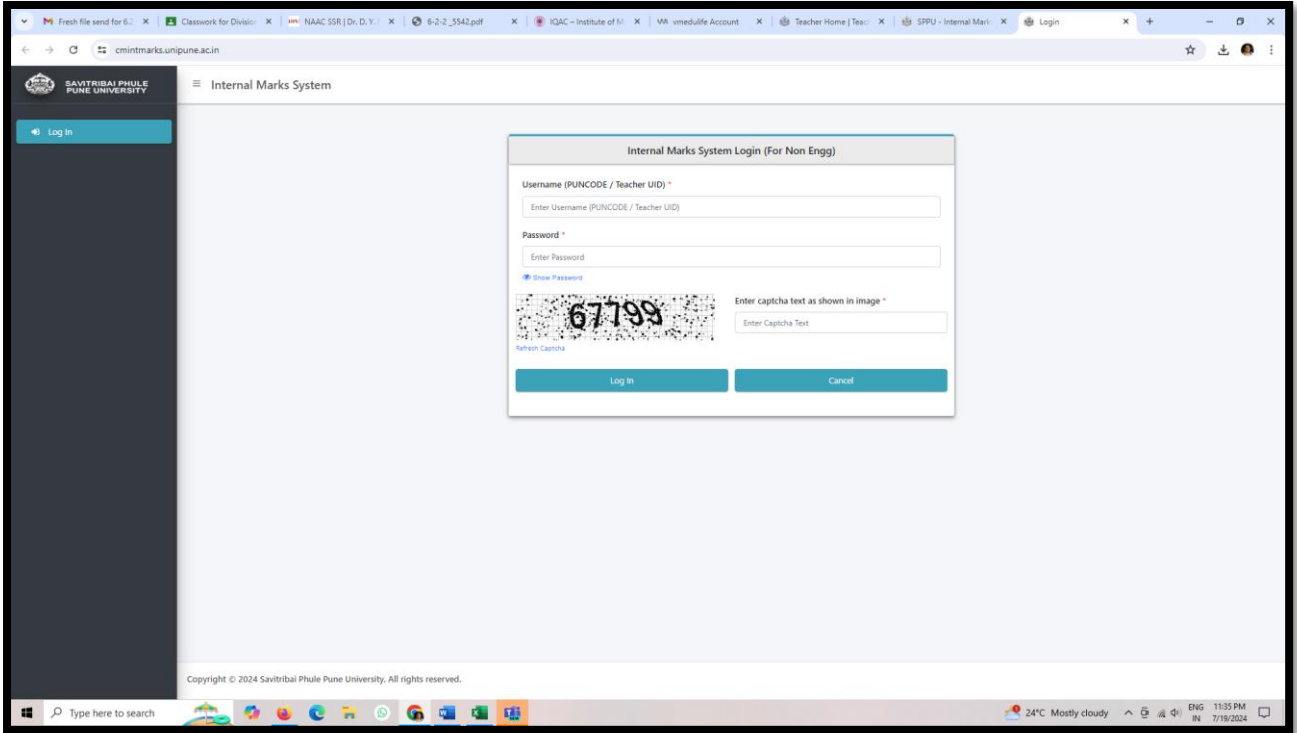 Fresh file send for 6.2
Classwork for Division
NAAC SSR | Dr. D. Y. P
6-2-2_5542.pdf
IQAC – Institute of M
vmedulife Account
Teacher Home | Teac
SPPU - Internal Mark
Login
cmintmarks.unipune.ac.in
SAVITRIBAI PHULE
PUNE UNIVERSITY
Internal Marks System
Log In
Internal Marks System Login (For Non Engg)
Username (PUNCODE / Teacher UID) *
Enter Username (PUNCODE / Teacher UID)
Password *
Enter Password
Show Password
67799
Enter captcha text as shown in image *
Enter Captcha Text
Refresh Captcha
Log In
Cancel
Copyright © 2024 Savitribai Phule Pune University. All rights reserved.
Type here to search
24°C Mostly cloudy
ENG
IN
11:35 PM
7/19/2024